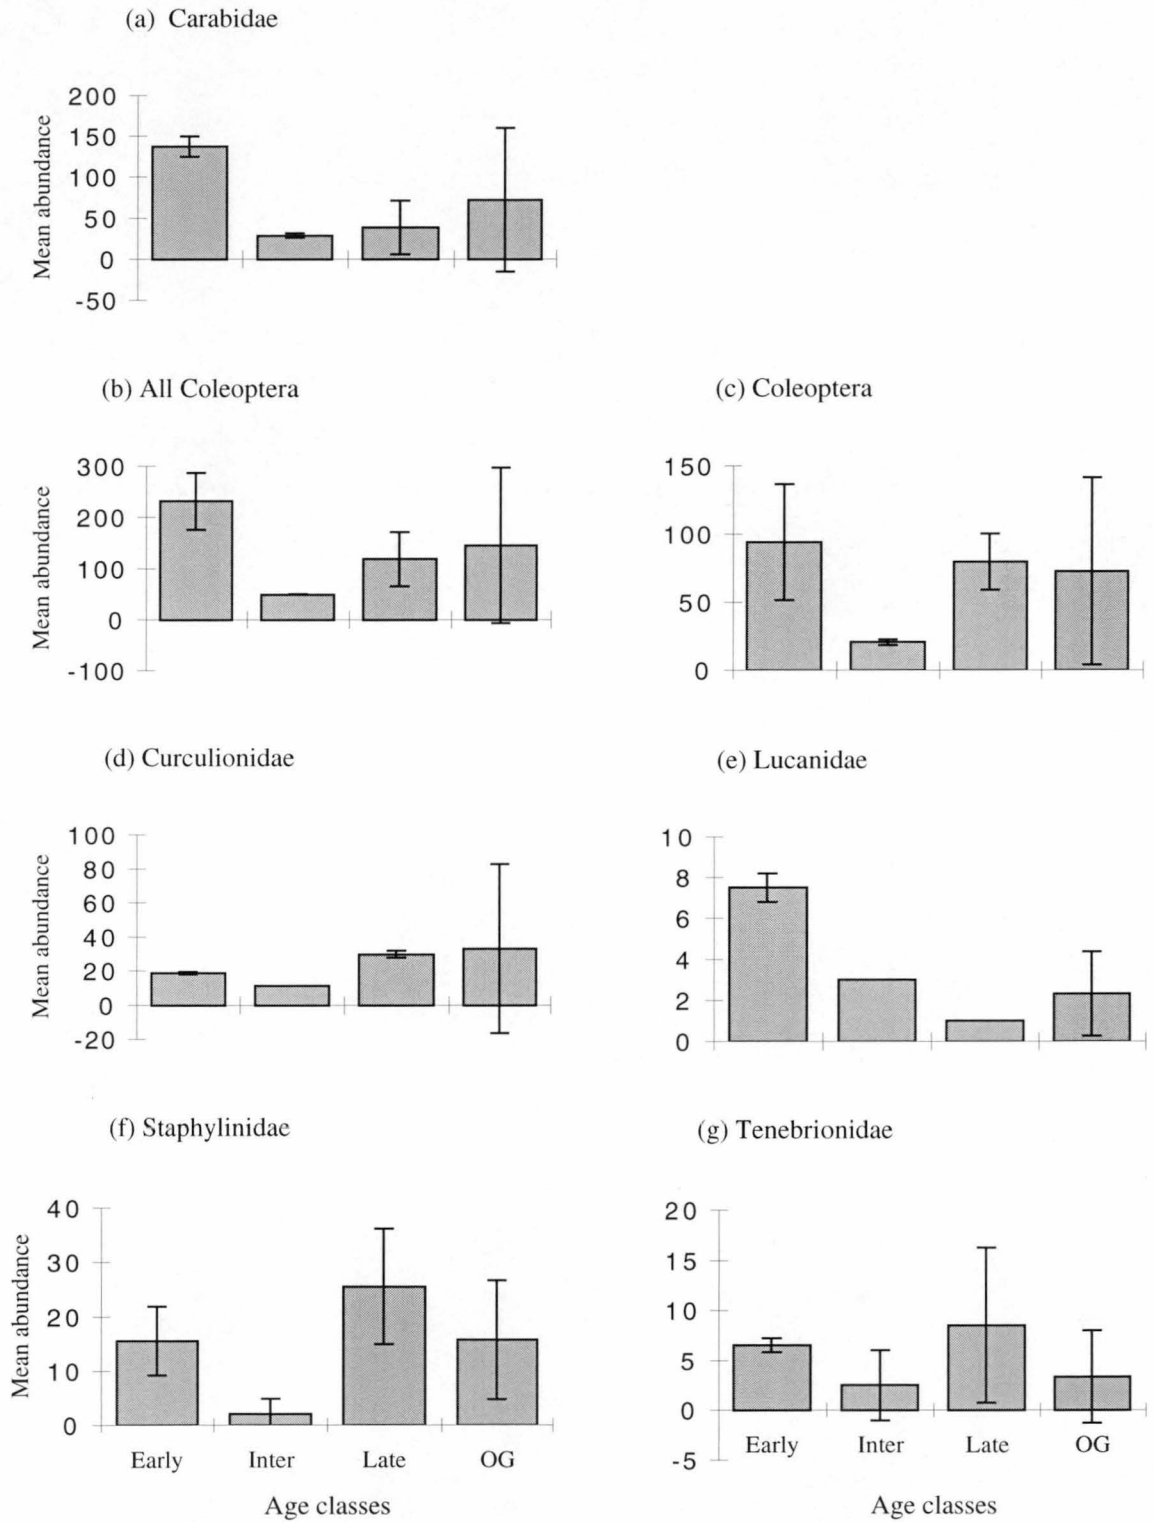 (a) Carabidae
Mean abundance
200
150
100
50
0
-50
(b) All Coleoptera
Mean abundance
300
200
100
0
-100
(c) Coleoptera
150
100
50
0
(d) Curculionidae
Mean abundance
100
80
60
40
20
0
-20
(e) Lucanidae
10
8
6
4
2
0
(f) Staphylinidae
Mean abundance
40
30
20
10
0
Early Inter Late OG
Age classes
(g) Tenebrionidae
20
15
10
5
0
-5
Early Inter Late OG
Age classes